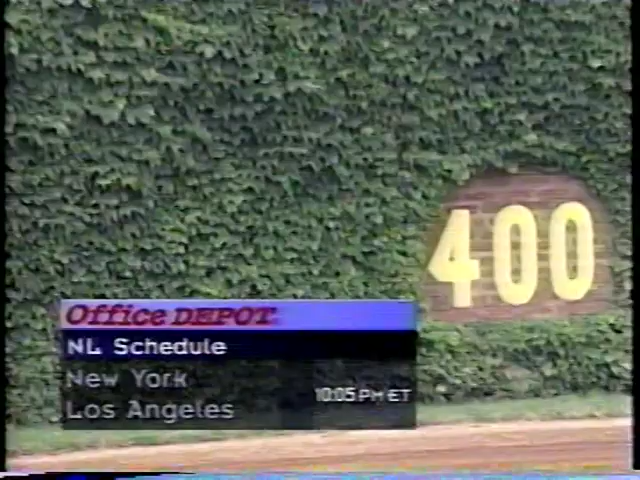 400
Office DEPOT
NL Schedule
New York
10:05 PM ET
Los Angeles